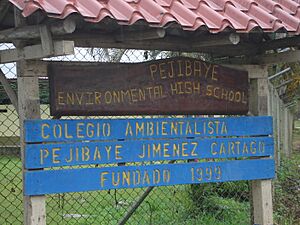 PEJIBAYE
ENVIRONMENTAL HIGH SCHOOL
COLEGIO AMBIENTALISTA
PEJIBAYE JIMENEZ CARTAGO
FUNDADO 1999